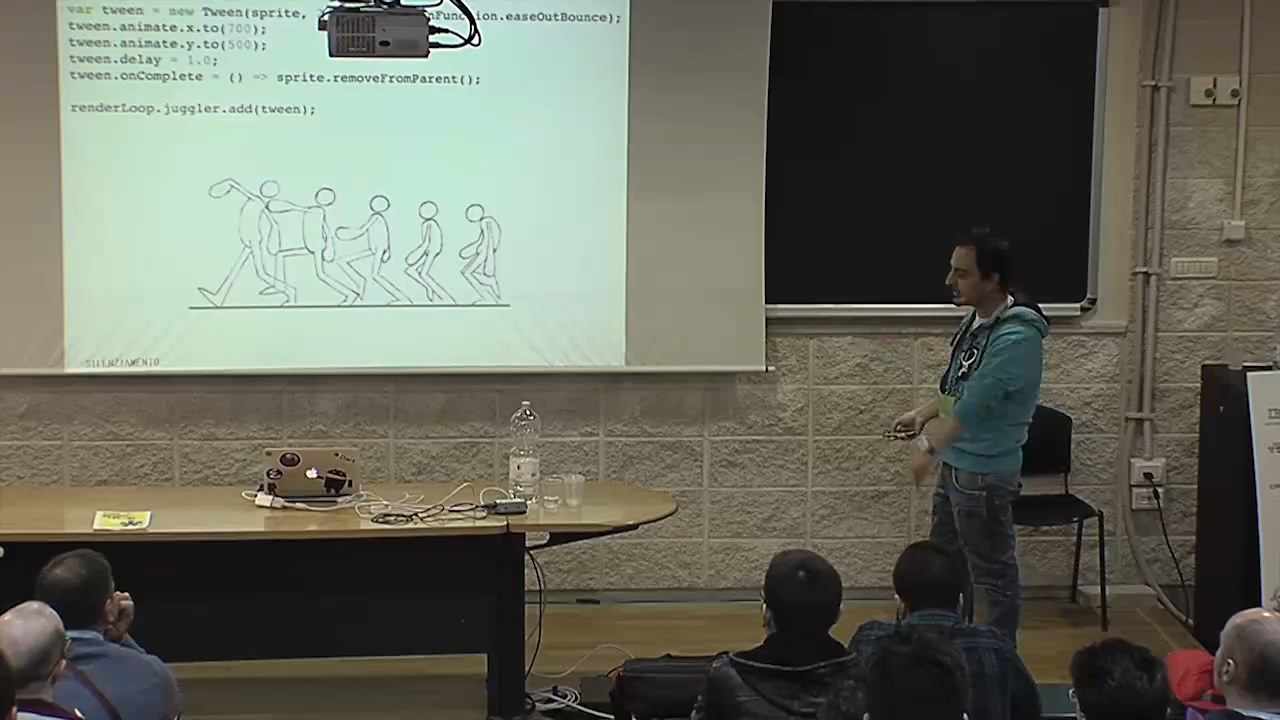 var tween = new Tween(sprite, nFunction.easeOutBounce);
tween.animate.x.to(700);
tween.animate.y.to(500);
tween.delay = 1.0;
tween.onComplete = () => sprite.removeFromParent();
renderLoop.juggler.add(tween);
SILENZIAMENTO